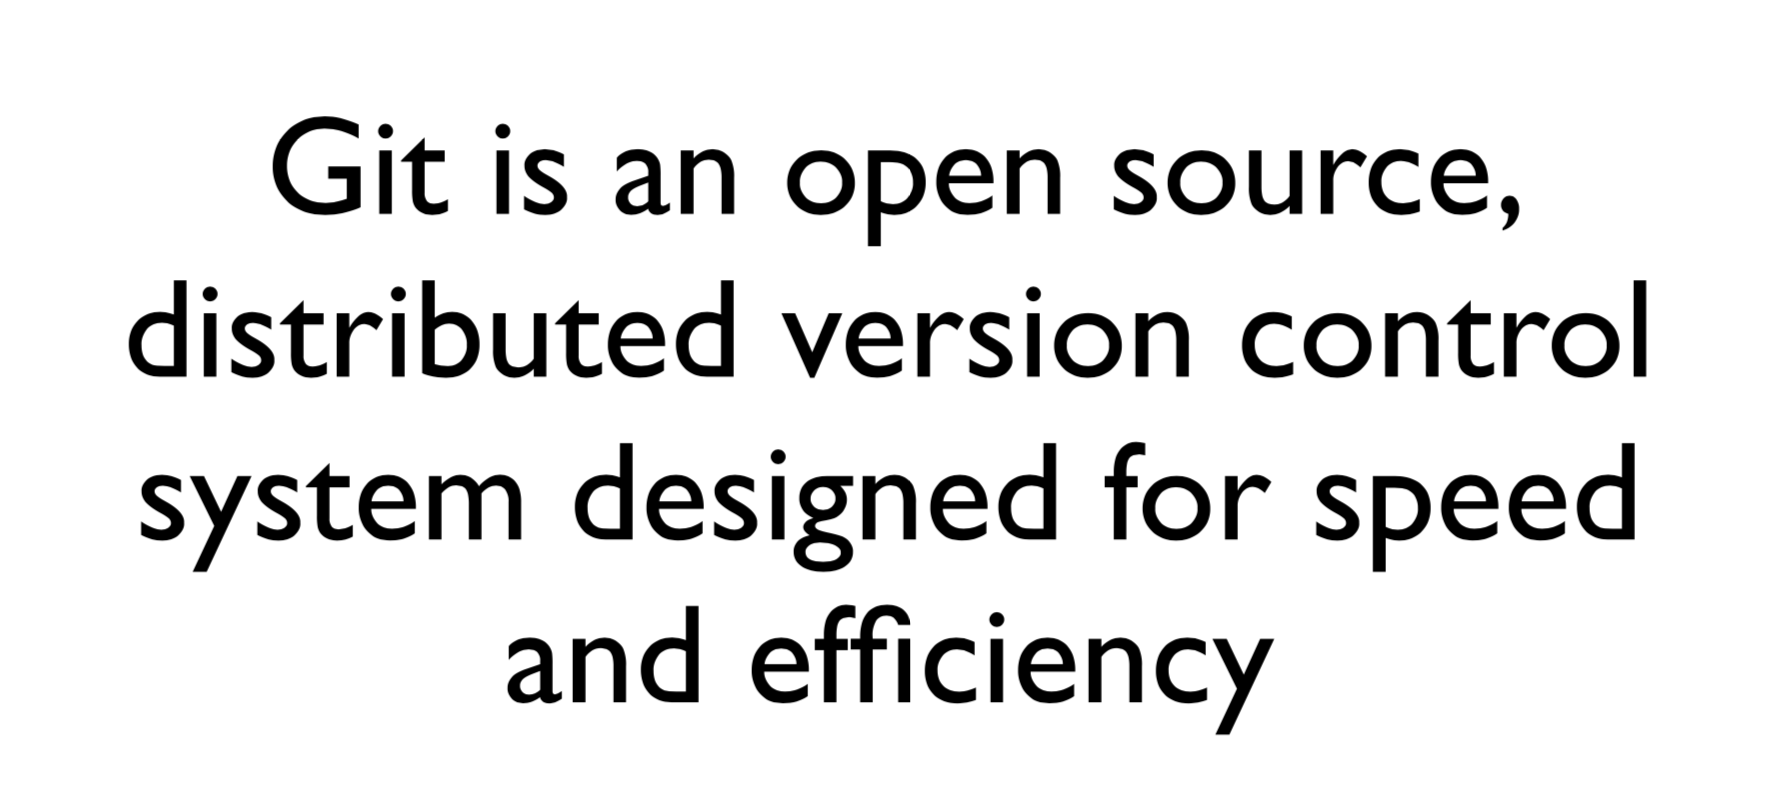 Git is an open source,
distributed version control
system designed for speed
and efficiency